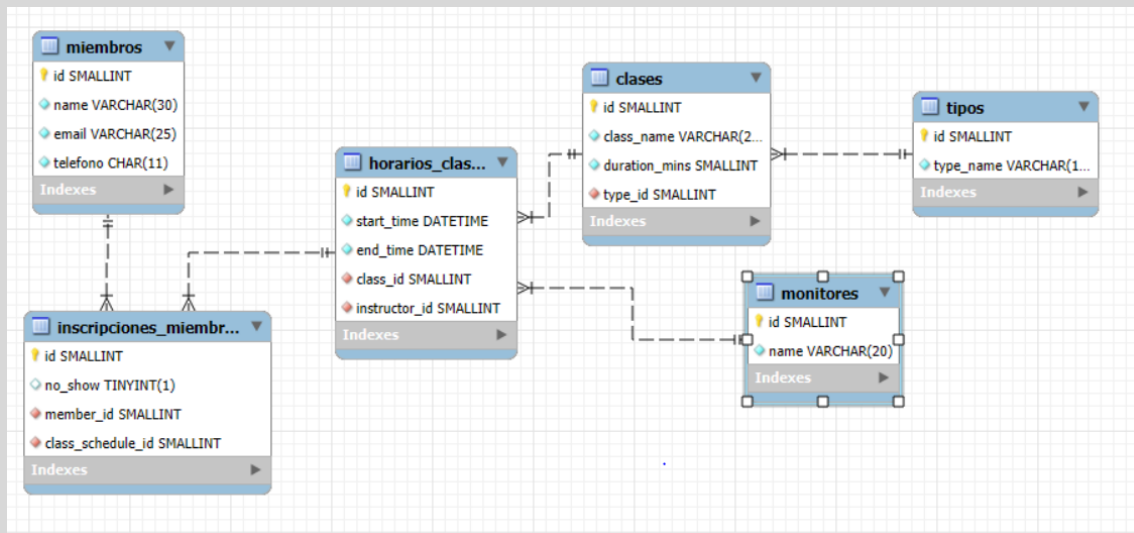 miembros
id SMALLINT
name VARCHAR(30)
email VARCHAR(25)
telefono CHAR(11)
Indexes
inscripciones_miembr...
id SMALLINT
no_show TINYINT(1)
member_id SMALLINT
class_schedule_id SMALLINT
Indexes
horarios_clas...
id SMALLINT
start_time DATETIME
end_time DATETIME
class_id SMALLINT
instructor_id SMALLINT
Indexes
clases
id SMALLINT
class_name VARCHAR(2...
duration_mins SMALLINT
type_id SMALLINT
Indexes
tipos
id SMALLINT
type_name VARCHAR(1...
Indexes
monitores
id SMALLINT
name VARCHAR(20)
Indexes